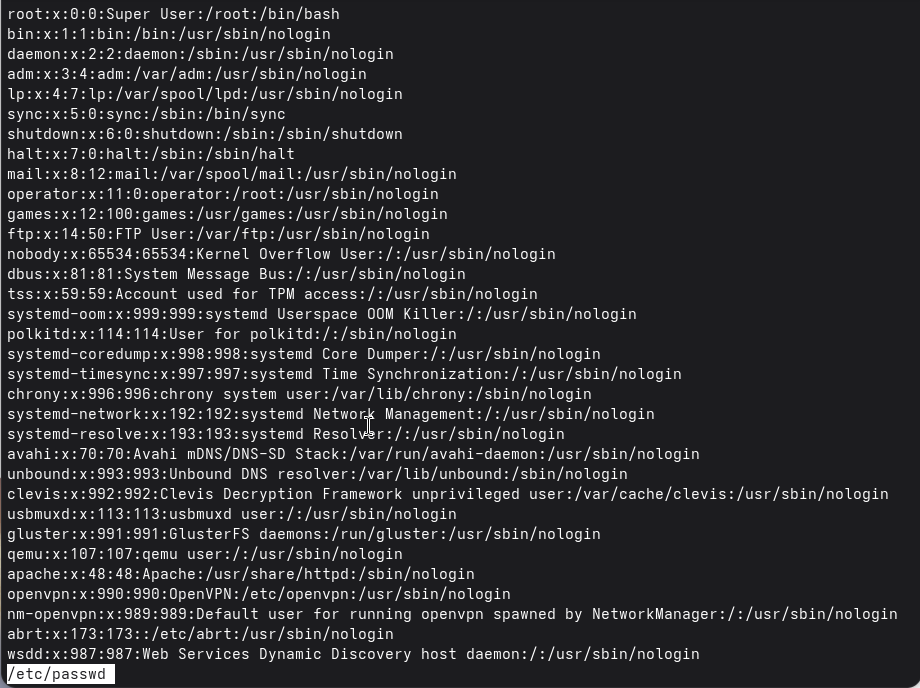 root:x:0:0:Super User:/root:/bin/bash
bin:x:1:1:bin:/bin:/usr/sbin/nologin
daemon:x:2:2:daemon:/sbin:/usr/sbin/nologin
adm:x:3:4:adm:/var/adm:/usr/sbin/nologin
lp:x:4:7:lp:/var/spool/lpd:/usr/sbin/nologin
sync:x:5:0:sync:/sbin:/bin/sync
shutdown:x:6:0:shutdown:/sbin:/sbin/shutdown
halt:x:7:0:halt:/sbin:/sbin/halt
mail:x:8:12:mail:/var/spool/mail:/usr/sbin/nologin
operator:x:11:0:operator:/root:/usr/sbin/nologin
games:x:12:100:games:/usr/games:/usr/sbin/nologin
ftp:x:14:50:FTP User:/var/ftp:/usr/sbin/nologin
nobody:x:65534:65534:Kernel Overflow User:/:/usr/sbin/nologin
dbus:x:81:81:System Message Bus:/:/usr/sbin/nologin
tss:x:59:59:Account used for TPM access:/:/usr/sbin/nologin
systemd-oom:x:999:999:systemd Userspace OOM Killer:/:/usr/sbin/nologin
polkitd:x:114:114:User for polkitd:/:/sbin/nologin
systemd-coredump:x:998:998:systemd Core Dumper:/:/usr/sbin/nologin
systemd-timesync:x:997:997:systemd Time Synchronization:/:/usr/sbin/nologin
chrony:x:996:996:chrony system user:/var/lib/chrony:/sbin/nologin
systemd-network:x:192:192:systemd Network Management:/:/usr/sbin/nologin
systemd-resolve:x:193:193:systemd Resolver:/:/usr/sbin/nologin
avahi:x:70:70:Avahi mDNS/DNS-SD Stack:/var/run/avahi-daemon:/usr/sbin/nologin
unbound:x:993:993:Unbound DNS resolver:/var/lib/unbound:/sbin/nologin
clevis:x:992:992:Clevis Decryption Framework unprivileged user:/var/cache/clevis:/usr/sbin/nologin
usbmuxd:x:113:113:usbmuxd user:/:/usr/sbin/nologin
gluster:x:991:991:GlusterFS daemons:/run/gluster:/usr/sbin/nologin
qemu:x:107:107:qemu user:/:/usr/sbin/nologin
apache:x:48:48:Apache:/usr/share/httpd:/sbin/nologin
openvpn:x:990:990:OpenVPN:/etc/openvpn:/usr/sbin/nologin
nm-openvpn:x:989:989:Default user for running openvpn spawned by NetworkManager:/:/usr/sbin/nologin
abrt:x:173:173::/etc/abrt:/usr/sbin/nologin
wsdd:x:987:987:Web Services Dynamic Discovery host daemon:/:/usr/sbin/nologin
/etc/passwd